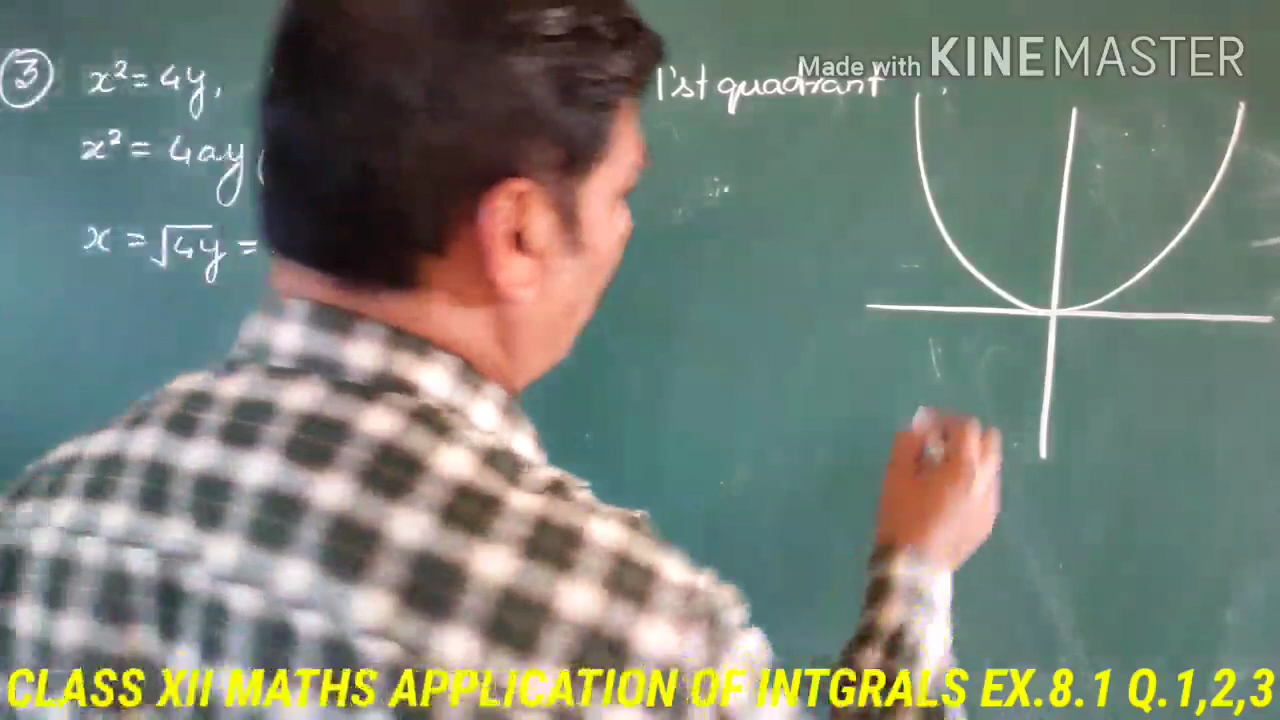 ③ x² = 4y, I'st quadrant
Made with KINEMASTER
x² = 4ay (
x = √4y =
CLASS XII MATHS APPLICATION OF INTGRALS EX.8.1 Q.1,2,3